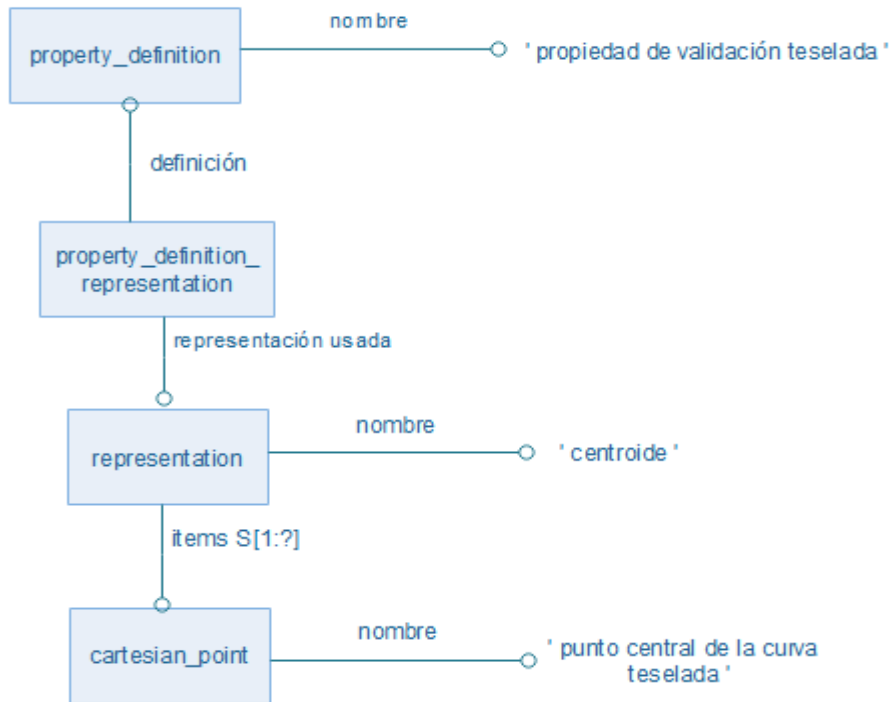 nombre
property_definition
' propiedad de validación teselada '
definición
property_definition_
representation
representación usada
nombre
representation
' centroide '
items S[1:?]
nombre
cartesian_point
' punto central de la curva
teselada '